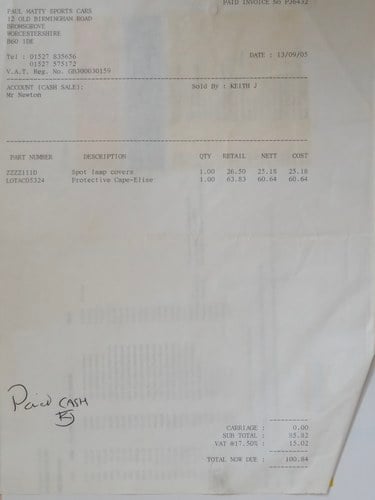 PAID INVOICE No P36432
PAUL MATTY SPORTS CARS
12 OLD BIRMINGHAM ROAD
BROMSGROVE
WORCESTERSHIRE
B60 1DE
Tel : 01527 835656
01527 575172
V.A.T. Reg. No. GB300030159
DATE : 13/09/05
ACCOUNT (CASH SALE):
Mr Newton
Sold By : KEITH J
PART NUMBER DESCRIPTION QTY RETAIL NETT COST
ZZZZ111D Spot lamp covers 1.00 26.50 25.18 25.18
LOTAC05324 Protective Cape-Elise 1.00 63.83 60.64 60.64
Paid CASH
CARRIAGE : 0.00
SUB TOTAL : 85.82
VAT @17.50% : 15.02
TOTAL NOW DUE : 100.84